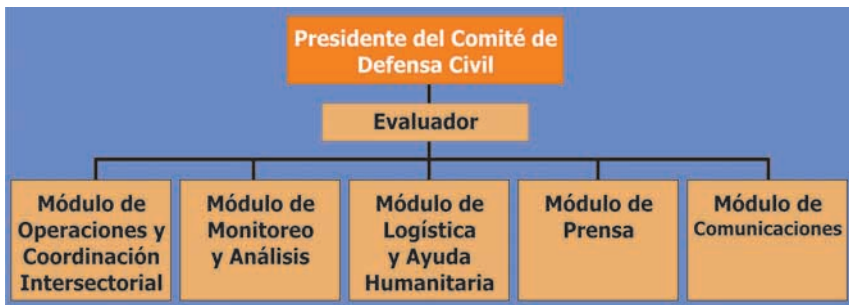 Presidente del Comité de
Defensa Civil
Evaluador
Módulo de
Operaciones y
Coordinación
Intersectorial
Módulo de
Monitoreo
y Análisis
Módulo de
Logística
y Ayuda
Humanitaria
Módulo de
Prensa
Módulo de
Comunicaciones